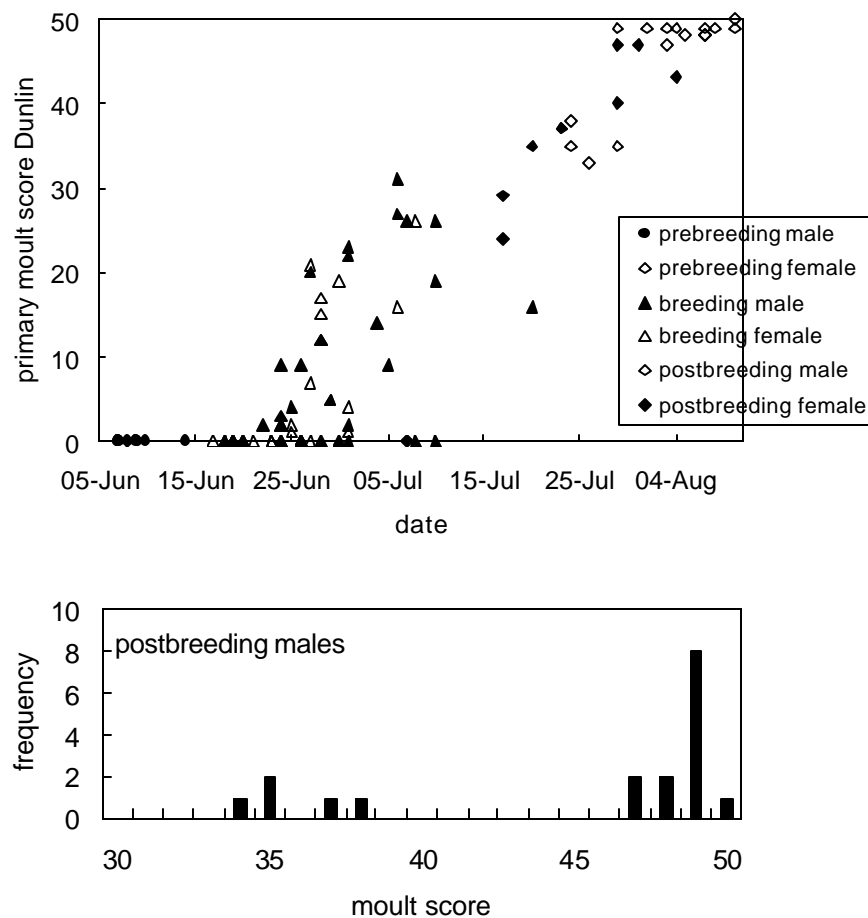 50
40
30
20
10
0
primary moult score Dunlin
prebreeding male
prebreeding female
breeding male
breeding female
postbreeding male
postbreeding female
05-Jun 15-Jun 25-Jun 05-Jul 15-Jul 25-Jul 04-Aug
date
10
8
6
4
2
0
frequency
postbreeding males
30 35 40 45 50
moult score